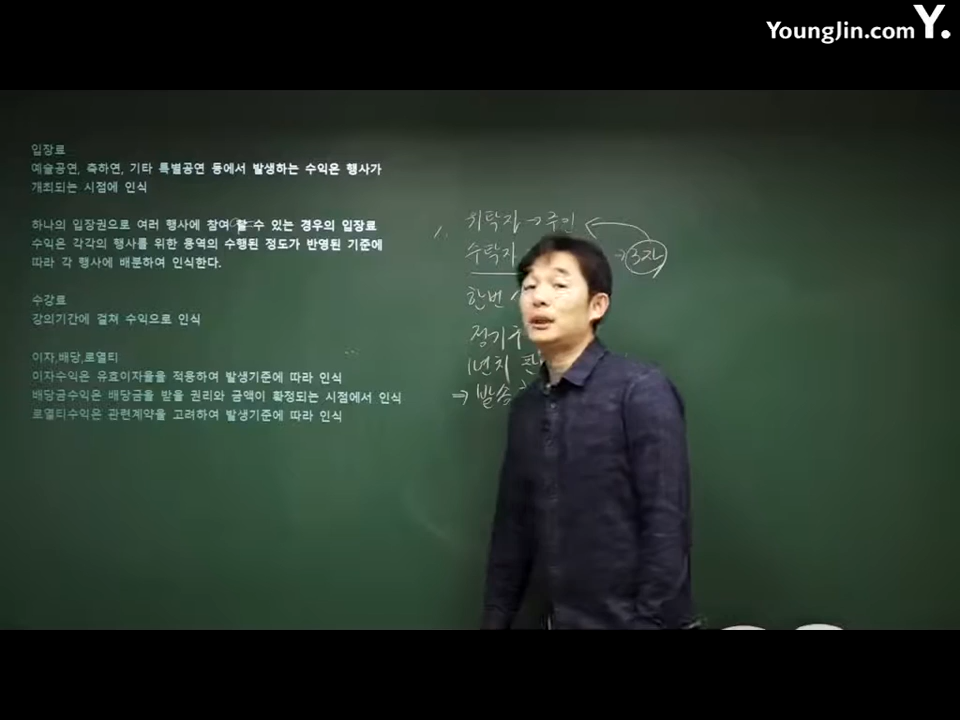 YoungJin.com Y.
입장료
예술공연, 축하연, 기타 특별공연 등에서 발생하는 수익은 행사가
개최되는 시점에 인식
하나의 입장권으로 여러 행사에 참여 할 수 있는 경우의 입장료
수익은 각각의 행사를 위한 용역의 수행된 정도가 반영된 기준에
따라 각 행사에 배분하여 인식한다.
수강료
강의기간에 걸쳐 수익으로 인식
이자,배당,로열티
이자수익은 유효이자율을 적용하여 발생기준에 따라 인식
배당금수익은 배당금을 받을 권리와 금액이 확정되는 시점에서 인식
로열티수익은 관련계약을 고려하여 발생기준에 따라 인식
위탁자 → 주인
수탁자 → 3자
한번
정기
1년치
⇒ 발송